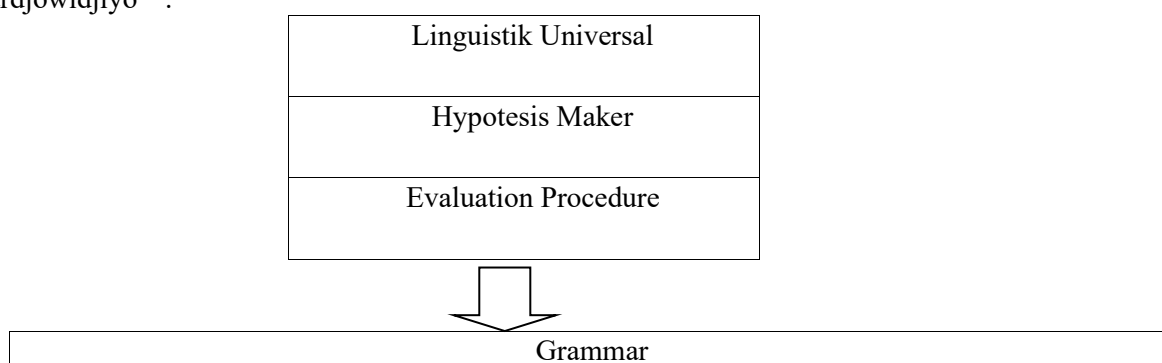 Linguistik Universal
Hypotesis Maker
Evaluation Procedure
Grammar